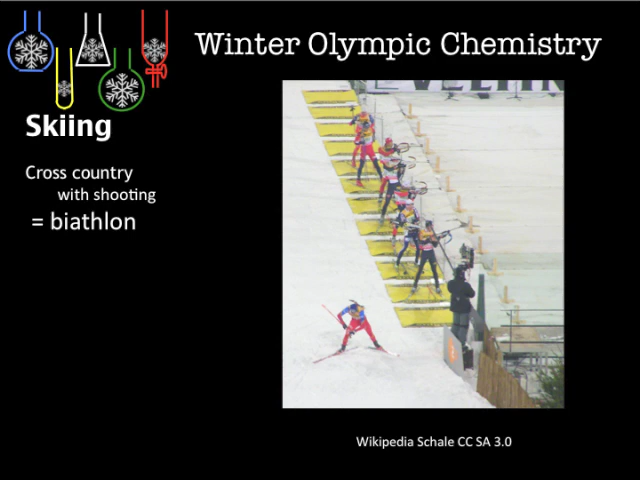 Winter Olympic Chemistry
Skiing
Cross country
with shooting
= biathlon
Wikipedia Schale CC SA 3.0